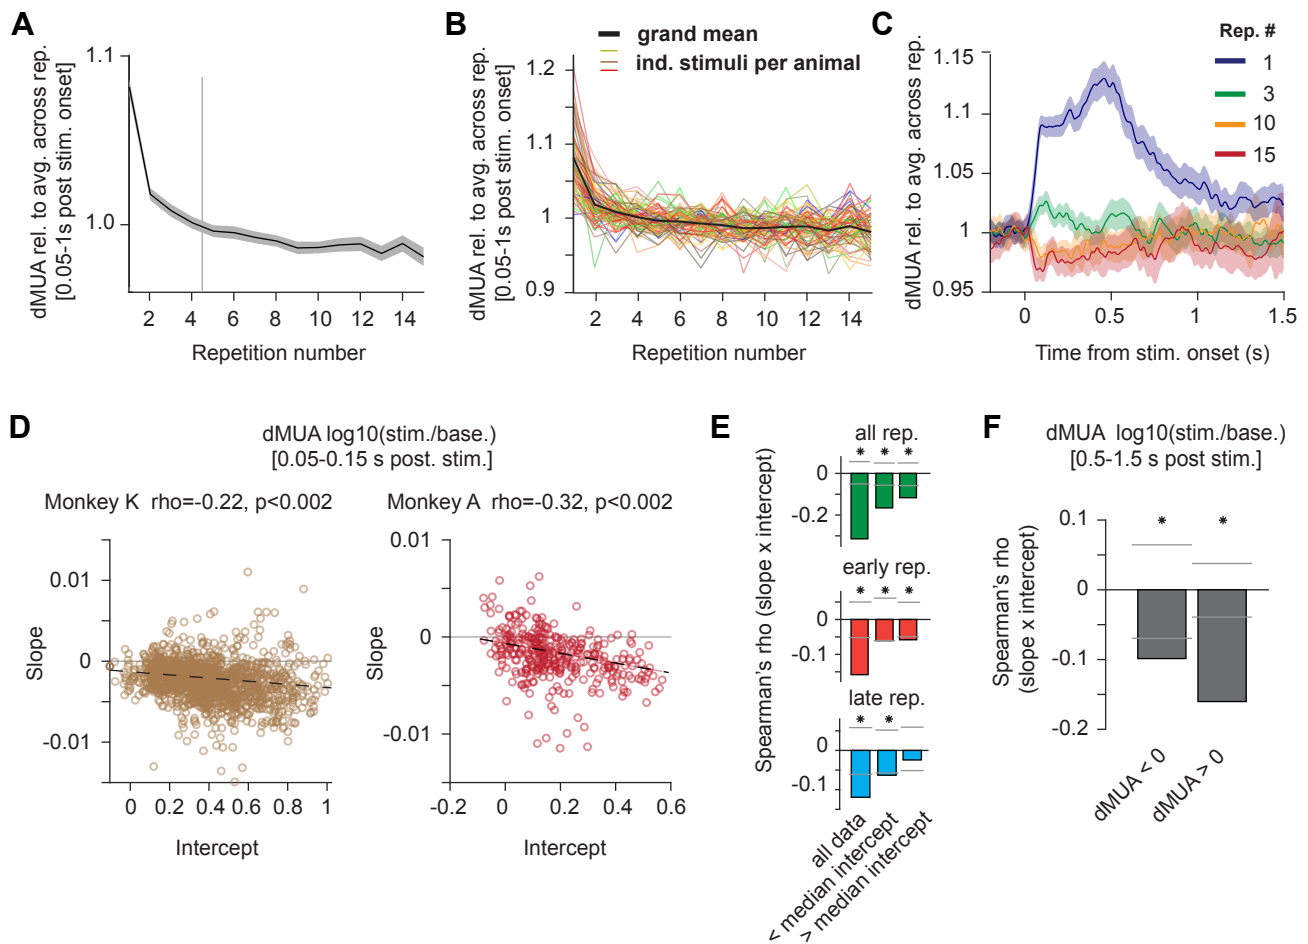 A
dMUA rel. to avg. across rep.
[0.05-1s post stim. onset]
1.1
1.0
2
4
6
8
10
12
14
Repetition number
B
grand mean
ind. stimuli per animal
dMUA rel. to avg. across rep.
[0.05-1s post stim. onset]
1.2
1.1
1
0.9
2
4
6
8
10
12
14
Repetition number
C
Rep. #
1
3
10
15
dMUA rel. to avg. across rep.
1.15
1.1
1.05
1
0.95
0
0.5
1
1.5
Time from stim. onset (s)
D
dMUA log10(stim./base.)
[0.05-0.15 s post. stim.]
Monkey K rho=-0.22, p<0.002
Slope
0.01
0
-0.01
0
0.2
0.4
0.6
0.8
1
Intercept
Monkey A rho=-0.32, p<0.002
Slope
0.01
0
-0.01
-0.2
0
0.2
0.4
0.6
Intercept
E
Spearman's rho (slope x intercept)
all rep.
* * *
0
-0.2
early rep.
* * *
0
-0.1
late rep.
* *
0
-0.1
all data
< median intercept
> median intercept
F
dMUA log10(stim./base.)
[0.5-1.5 s post stim.]
Spearman's rho
(slope x intercept)
0.1
0
-0.1
-0.2
* *
dMUA < 0
dMUA > 0